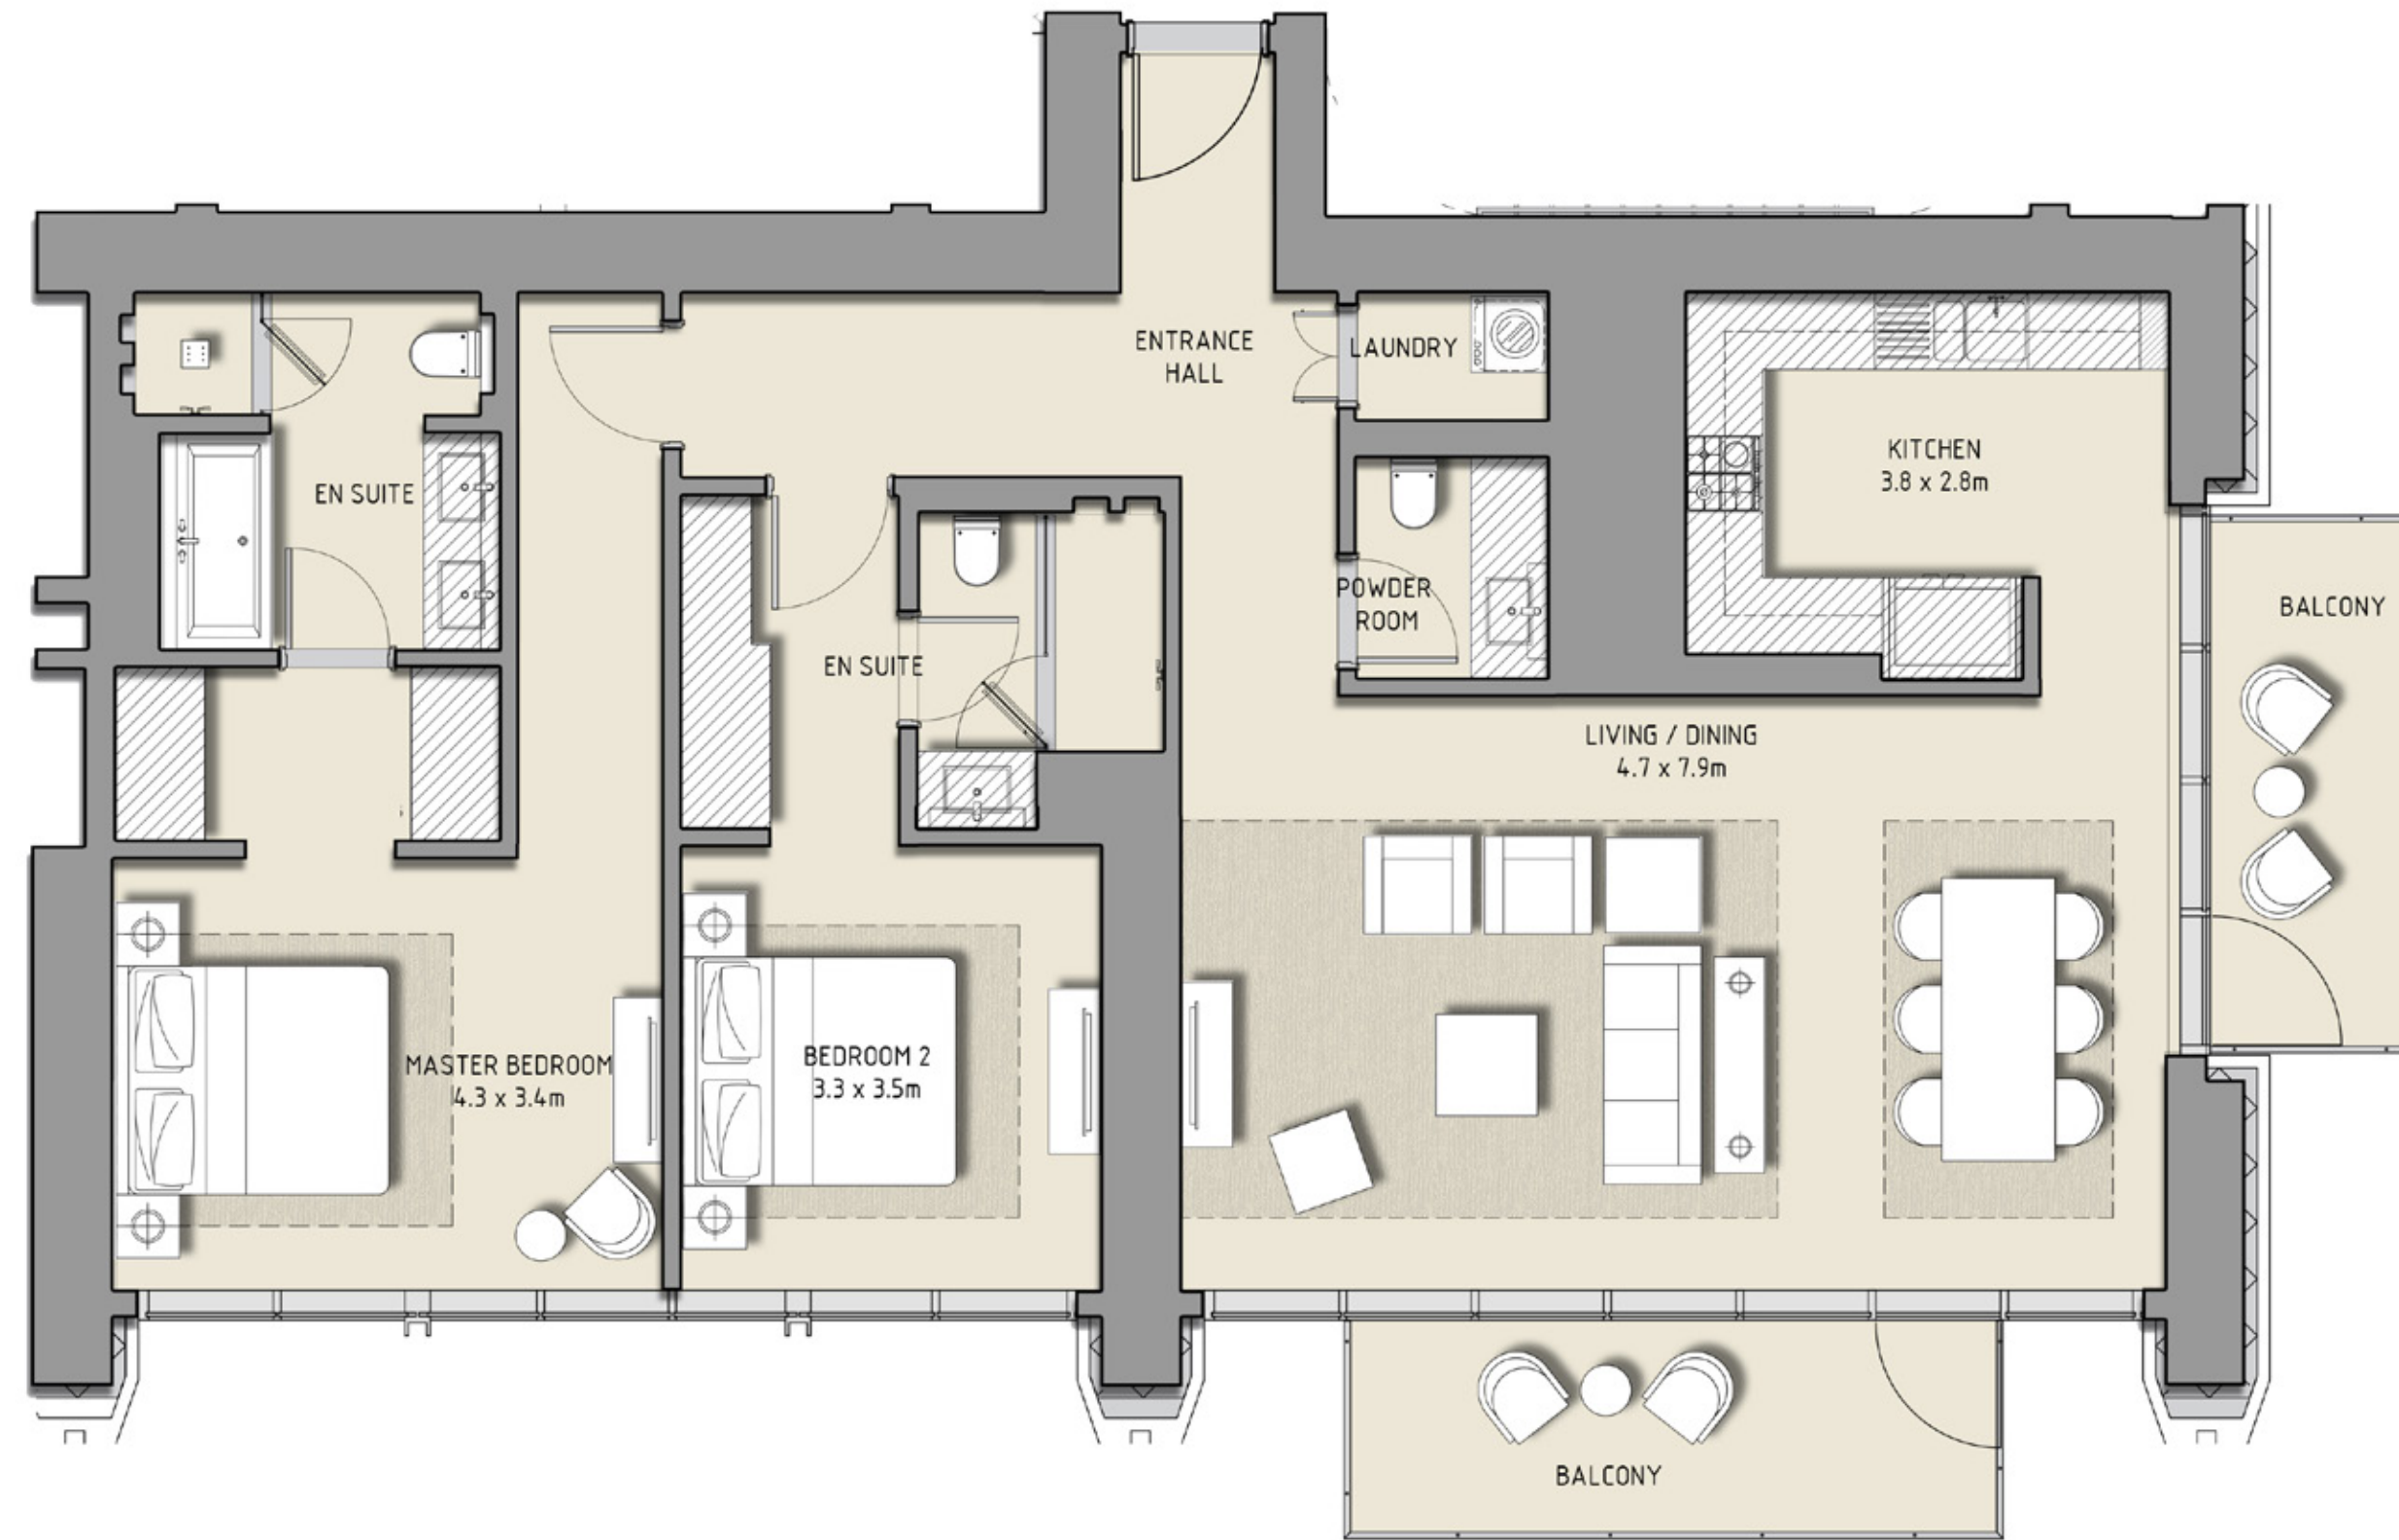 ENTRANCE
HALL
LAUNDRY
KITCHEN
3.8 x 2.8m
EN SUITE
POWDER
ROOM
BALCONY
EN SUITE
LIVING / DINING
4.7 x 7.9m
MASTER BEDROOM
4.3 x 3.4m
BEDROOM 2
3.3 x 3.5m
BALCONY